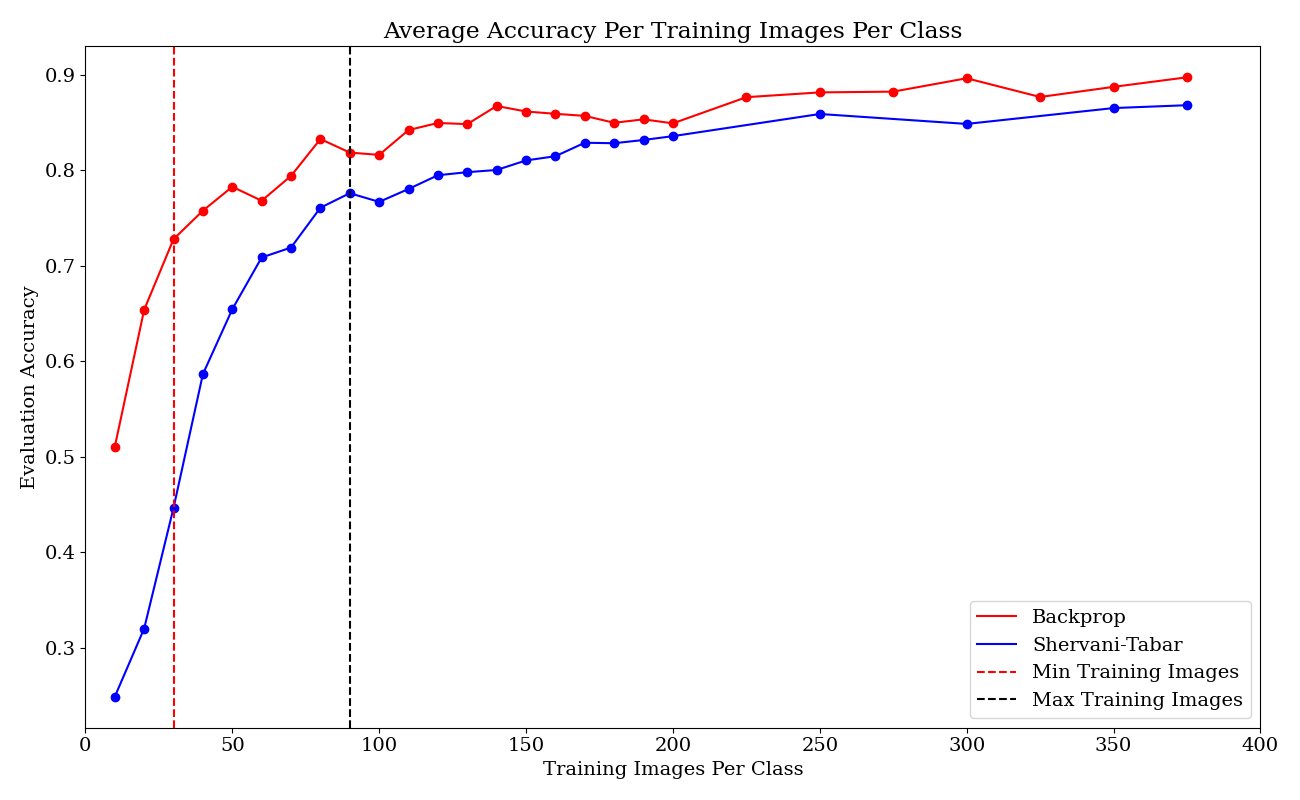 Average Accuracy Per Training Images Per Class
Evaluation Accuracy
0.9
0.8
0.7
0.6
0.5
0.4
0.3
0 50 100 150 200 250 300 350 400
Training Images Per Class
Backprop
Shervani-Tabar
Min Training Images
Max Training Images